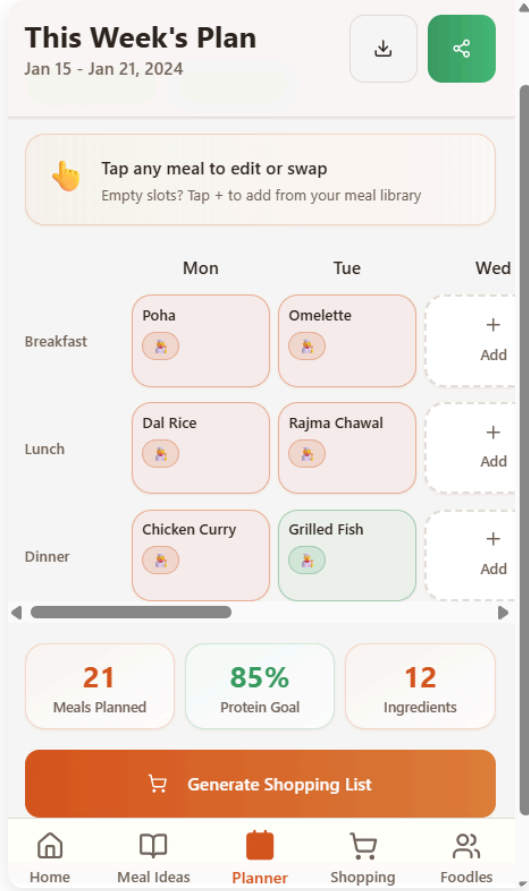 This Week's Plan
Jan 15 - Jan 21, 2024
Tap any meal to edit or swap
Empty slots? Tap + to add from your meal library
Mon Tue Wed
Poha Omelette +
Breakfast Add
Dal Rice Rajma Chawal +
Lunch Add
Chicken Curry Grilled Fish +
Dinner Add
21 85% 12
Meals Planned Protein Goal Ingredients
Generate Shopping List
Home Meal Ideas Planner Shopping Foodles